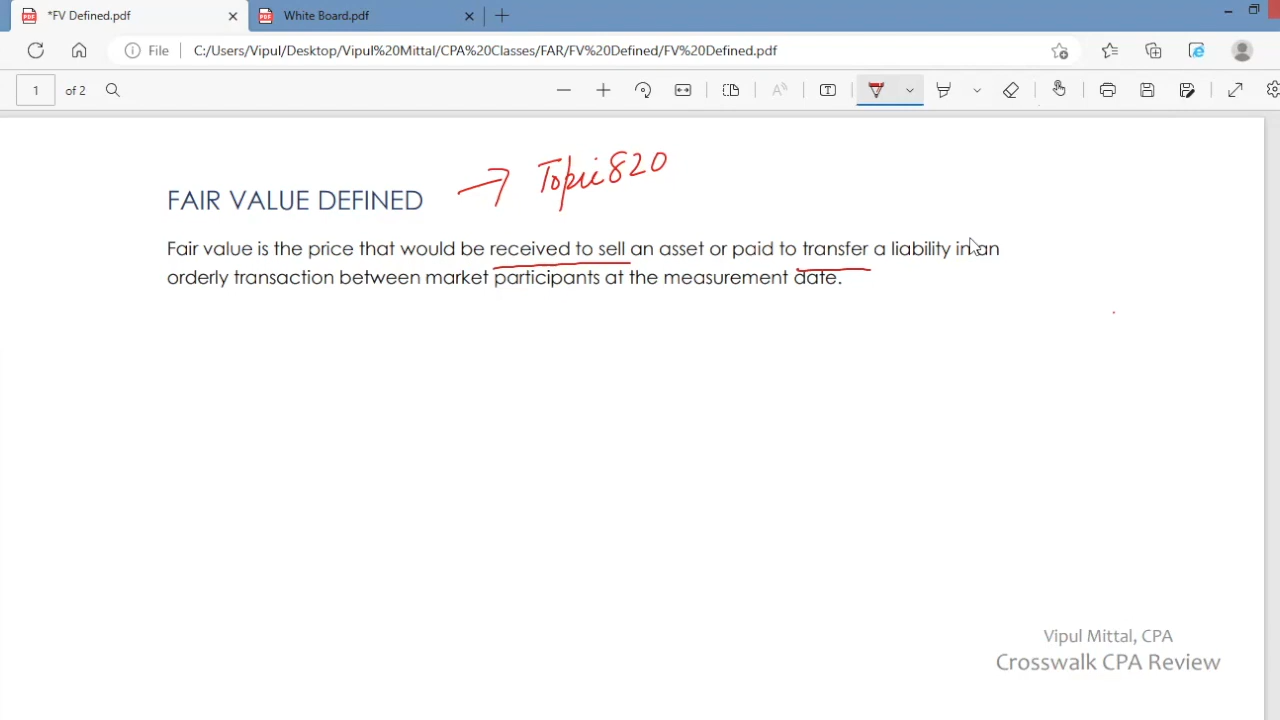 *FV Defined.pdf
White Board.pdf
File
C:/Users/Vipul/Desktop/Vipul%20Mittal/CPA%20Classes/FAR/FV%20Defined/FV%20Defined.pdf
1 of 2
Topic 820
FAIR VALUE DEFINED
Fair value is the price that would be received to sell an asset or paid to transfer a liability in an
orderly transaction between market participants at the measurement date.
Vipul Mittal, CPA
Crosswalk CPA Review